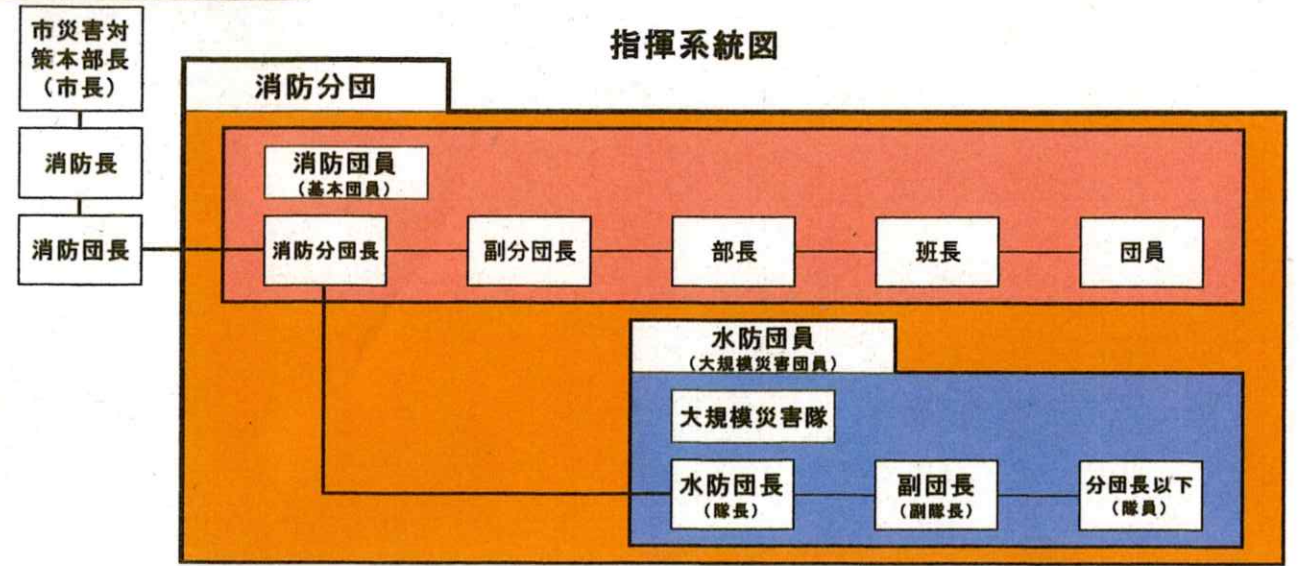 指揮系統図
市災害対
策本部長
（市長）
消防長
消防団長
消防分団
消防団員
（基本団員）
消防分団長
副分団長
部長
班長
団員
水防団員
（大規模災害団員）
大規模災害隊
水防団長
（隊長）
副団長
（副隊長）
分団長以下
（隊員）